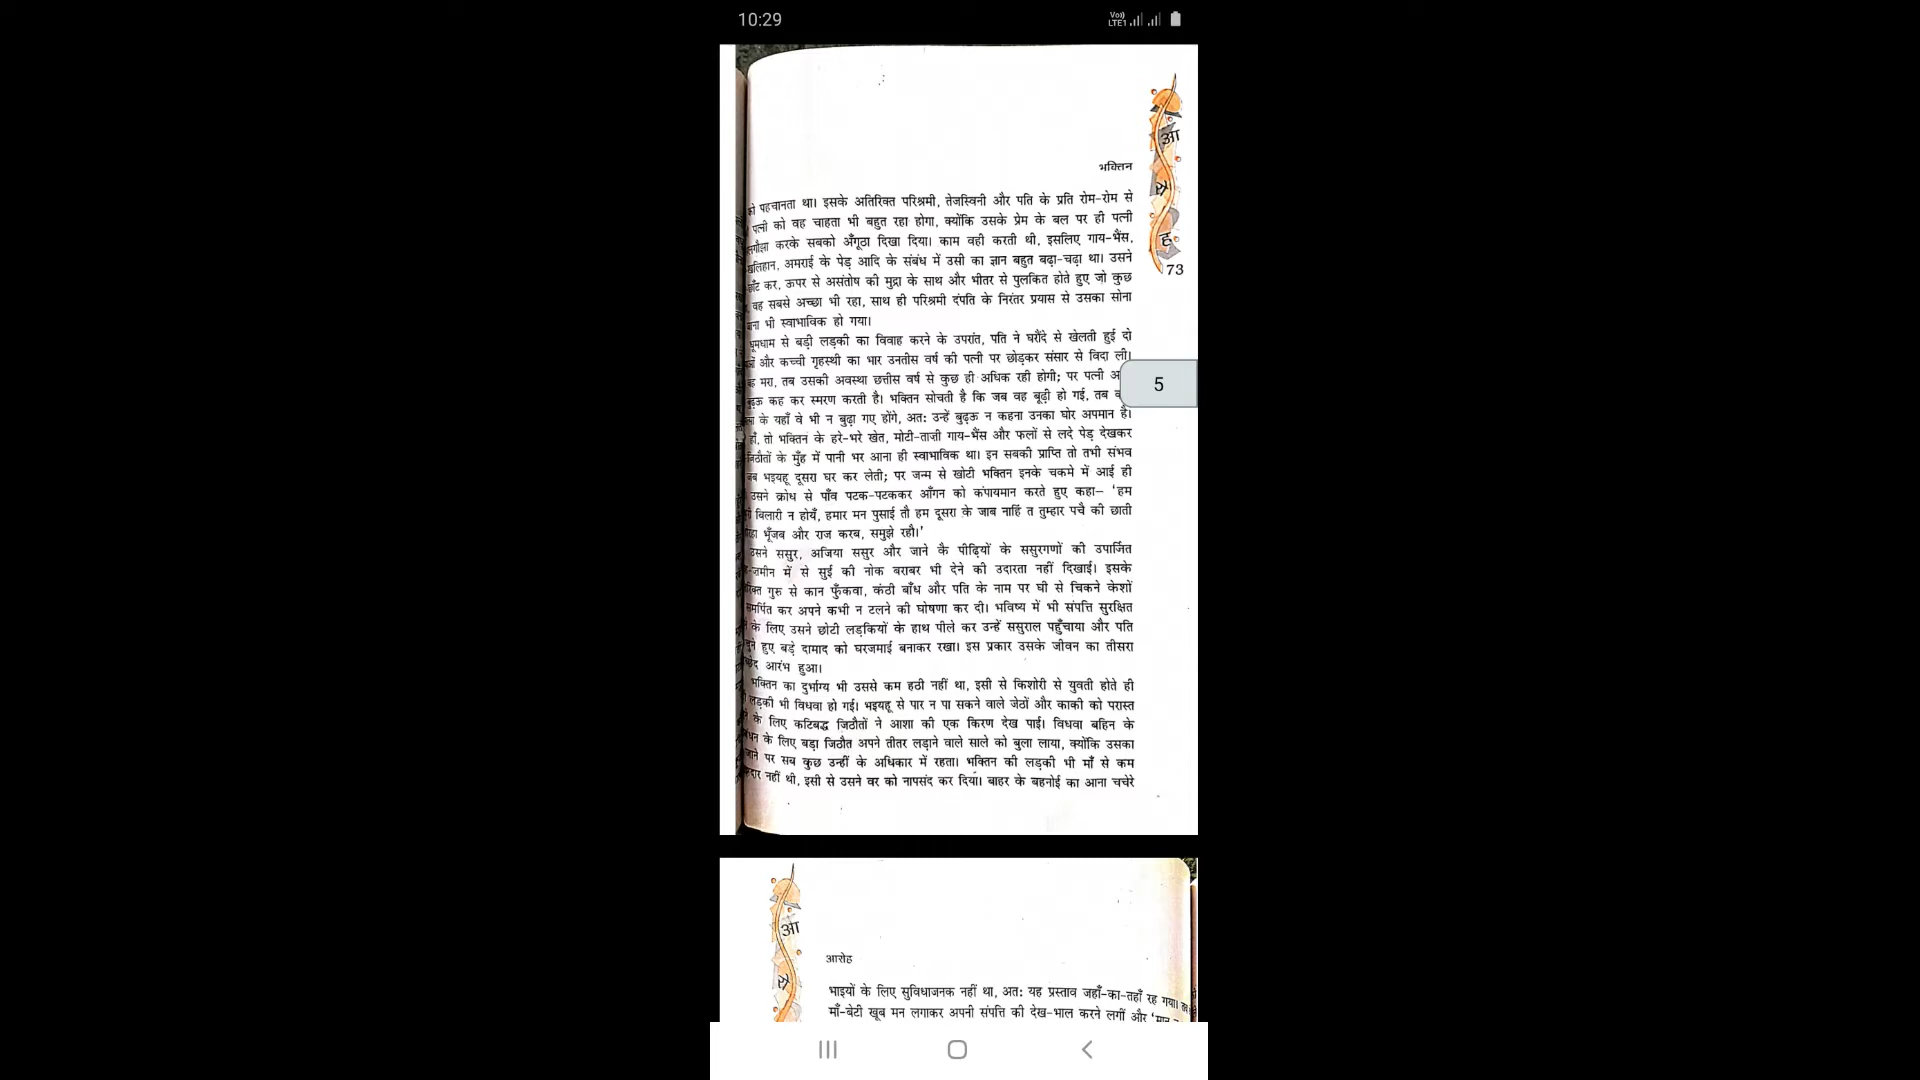 10:29
Vo)) LTE1
आ
रो
ह
73
भक्तिन
को पहचानता था। इसके अतिरिक्त परिश्रमी, तेजस्विनी और पति के प्रति रोम-रोम से
पत्नी को वह चाहता भी बहुत रहा होगा, क्योंकि उसके प्रेम के बल पर ही पत्नी
करके सबको अँगूठा दिखा दिया। काम वही करती थी, इसलिए गाय-भैंस,
खलिहान, अमराई के पेड़ आदि के संबंध में उसी का ज्ञान बहुत बढ़ा-चढ़ा था। उसने
छाँट कर, ऊपर से असंतोष की मुद्रा के साथ और भीतर से पुलकित होते हुए जो कुछ
वह सबसे अच्छा भी रहा, साथ ही परिश्रमी दंपति के निरंतर प्रयास से उसका सोना
भी स्वाभाविक हो गया।
धूमधाम से बड़ी लड़की का विवाह करने के उपरांत, पति ने घरौंदे से खेलती हुई दो
और कच्ची गृहस्थी का भार उनतीस वर्ष की पत्नी पर छोड़कर संसार से विदा ली।
मरा, तब उसकी अवस्था छत्तीस वर्ष से कुछ ही अधिक रही होगी; पर पत्नी
बुढ़ऊ कह कर स्मरण करती है। भक्तिन सोचती है कि जब वह बूढ़ी हो गई, तब
के यहाँ वे भी न बुढ़ा गए होंगे, अत: उन्हें बुढ़ऊ न कहना उनका घोर अपमान है।
हाँ, तो भक्तिन के हरे-भरे खेत, मोटी-ताजी गाय-भैंस और फलों से लदे पेड़ देखकर
जिठौतों के मुँह में पानी भर आना ही स्वाभाविक था। इन सबकी प्राप्ति तो तभी संभव
जब भइयहू दूसरा घर कर लेती; पर जन्म से खोटी भक्तिन इनके चकमे में आई ही
उसने क्रोध से पाँव पटक-पटककर आँगन को कंपायमान करते हुए कहा– 'हम
बिलारी न होयँ, हमार मन पुसाई तौ हम दूसरा के जाब नाहिं त तुम्हार पचै की छाती
भूँजब और राज करब, समुझे रहौ।'
उसने ससुर, अजिया ससुर और जाने कै पीढ़ियों के ससुरगणों की उपार्जित
जमीन में से सुई की नोक बराबर भी देने की उदारता नहीं दिखाई। इसके
गुरु से कान फुँकवा, कंठी बाँध और पति के नाम पर घी से चिकने केशों
समर्पित कर अपने कभी न टलने की घोषणा कर दी। भविष्य में भी संपत्ति सुरक्षित
के लिए उसने छोटी लड़कियों के हाथ पीले कर उन्हें ससुराल पहुँचाया और पति
हुए बड़े दामाद को घरजमाई बनाकर रखा। इस प्रकार उसके जीवन का तीसरा
आरंभ हुआ।
भक्तिन का दुर्भाग्य भी उससे कम हठी नहीं था, इसी से किशोरी से युवती होते ही
लड़की भी विधवा हो गई। भइयहू से पार न पा सकने वाले जेठों और काकी को परास्त
के लिए कटिबद्ध जिठौतों ने आशा की एक किरण देख पाई। विधवा बहिन के
के लिए बड़ा जिठौत अपने तीतर लड़ाने वाले साले को बुला लाया, क्योंकि उसका
जाने पर सब कुछ उन्हीं के अधिकार में रहता। भक्तिन की लड़की भी माँ से कम
नहीं थी, इसी से उसने वर को नापसंद कर दिया। बाहर के बहनोई का आना चचेरे
5
आ
रो
आरोह
भाइयों के लिए सुविधाजनक नहीं था, अत: यह प्रस्ताव जहाँ-का-तहाँ रह गया।
माँ-बेटी खूब मन लगाकर अपनी संपत्ति की देख-भाल करने लगीं और